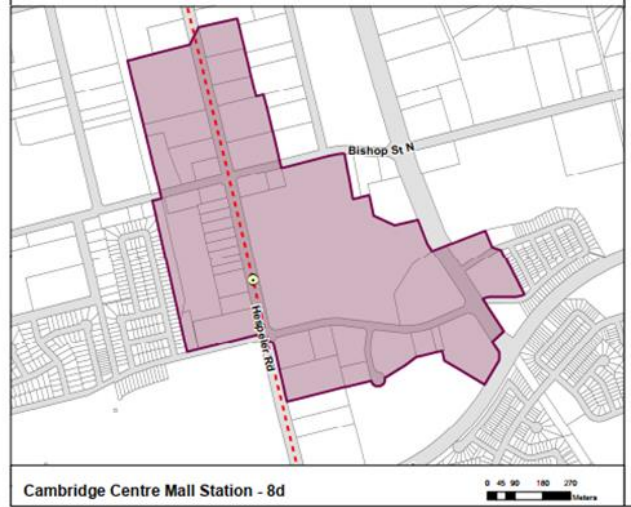 Bishop St N
Hespeler Rd
Cambridge Centre Mall Station - 8d
0 45 90 180 270
Meters